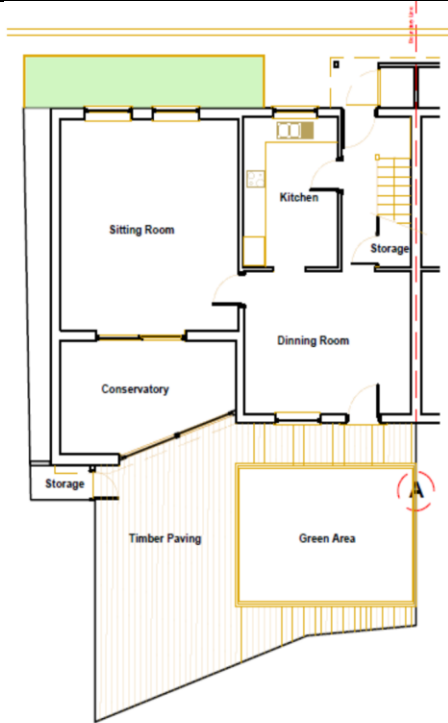 Kitchen
Sitting Room
Storage
Dinning Room
Conservatory
Storage
A
Timber Paving
Green Area